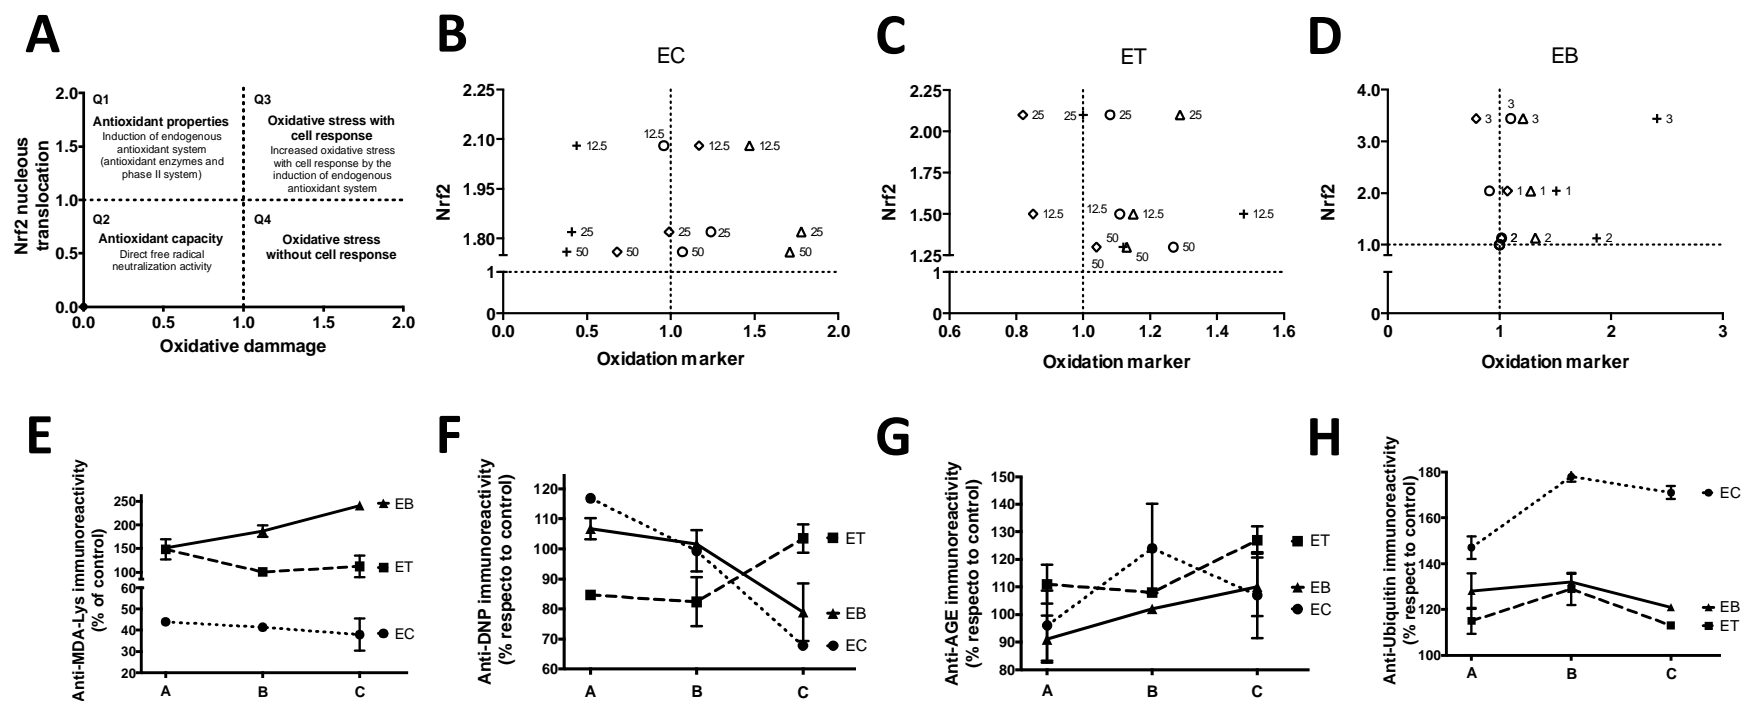 A
Nrf2 nucleous
translocation
2.0
1.5
1.0
0.5
0.0
Q1
Antioxidant properties
Induction of endogenous
antioxidant system
(antioxidant enzymes and
phase II system)
Q3
Oxidative stress with
cell response
Increased oxidative stress
with cell response by the
induction of endogenous
antioxidant system
Q2
Antioxidant capacity
Direct free radical
neutralization activity
Q4
Oxidative stress
without cell response
0.0 0.5 1.0 1.5 2.0
Oxidative dammage
B
EC
Nrf2
2.25
2.10
1.95
1.80
1
0
12.5 12.5 12.5 12.5
25 25 25 25
50 50 50 50
0.0 0.5 1.0 1.5 2.0
Oxidation marker
C
ET
Nrf2
2.25
2.00
1.75
1.50
1.25
1
0
25 25 25 25
12.5 12.5 12.5 12.5
50 50
50 50
0.6 0.8 1.0 1.2 1.4 1.6
Oxidation marker
D
EB
Nrf2
4.0
3.0
2.0
1.0
0
3
3 3 3
1 1 1
2 2 2
0 1 2 3
Oxidation marker
E
Anti-MDA-Lys immunoreactivity
(% of control)
250
200
150
100
60
50
40
30
20
EB
ET
EC
A B C
F
Anti-DNP immunoreactivity
(% respecto to control)
120
110
100
90
80
70
60
ET
EB
EC
A B C
G
Anti-AGE immunoreactivity
(% respecto to control)
150
140
130
120
110
100
90
80
ET
EB
EC
A B C
H
Anti-Ubiquitin immunoreactivity
(% respect to control)
180
160
140
120
100
EC
EB
ET
A B C